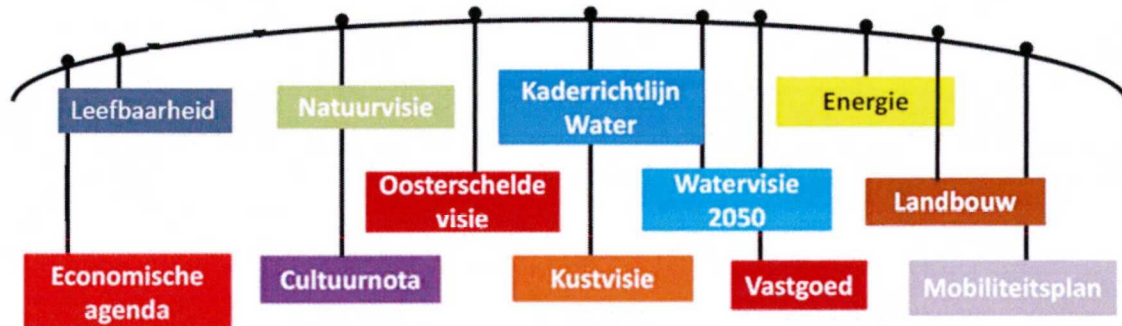 Leefbaarheid
Natuurvisie
Kaderrichtlijn
Water
Energie
Oosterschelde
visie
Watervisie
2050
Landbouw
Economische
agenda
Cultuurnota
Kustvisie
Vastgoed
Mobiliteitsplan